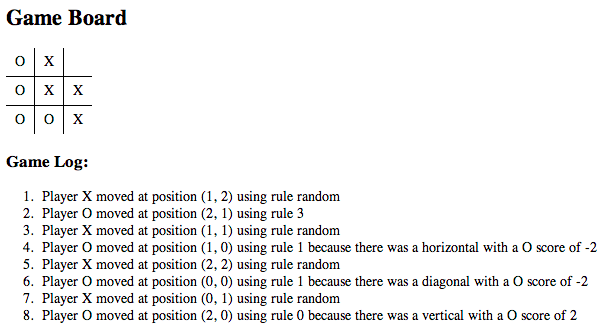 Game Board
O X
O X X
O O X
Game Log:
1. Player X moved at position (1, 2) using rule random
2. Player O moved at position (2, 1) using rule 3
3. Player X moved at position (1, 1) using rule random
4. Player O moved at position (1, 0) using rule 1 because there was a horizontal with a O score of -2
5. Player X moved at position (2, 2) using rule random
6. Player O moved at position (0, 0) using rule 1 because there was a diagonal with a O score of -2
7. Player X moved at position (0, 1) using rule random
8. Player O moved at position (2, 0) using rule 0 because there was a vertical with a O score of 2